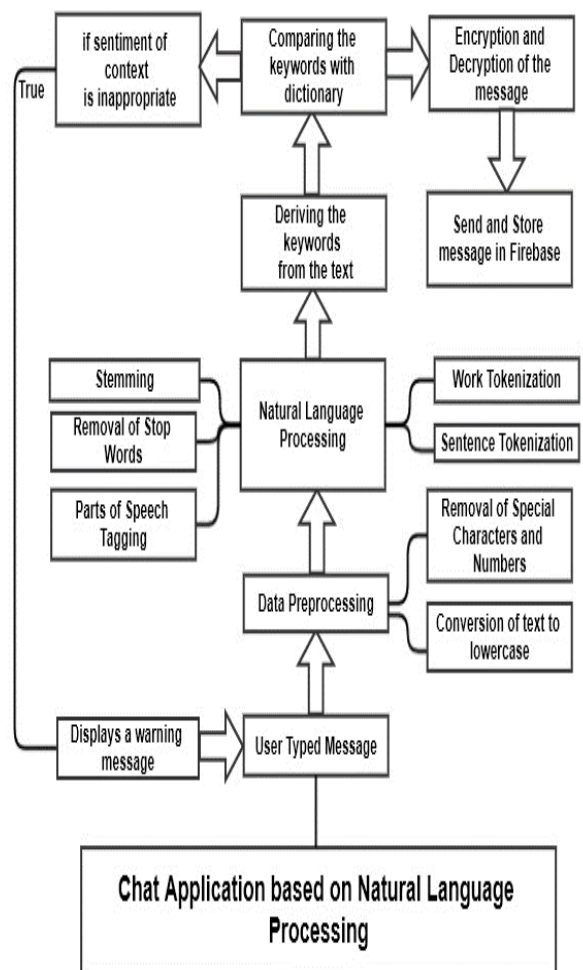 if sentiment of
context
is inappropriate
Comparing the
keywords with
dictionary
Encryption and
Decryption of the
message
True
Deriving the
keywords
from the text
Send and Store
message in Firebase
Stemming
Removal of Stop
Words
Parts of Speech
Tagging
Natural Language
Processing
Work Tokenization
Sentence Tokenization
Removal of Special
Characters and
Numbers
Data Preprocessing
Conversion of text to
lowercase
Displays a warning
message
User Typed Message
Chat Application based on Natural Language
Processing